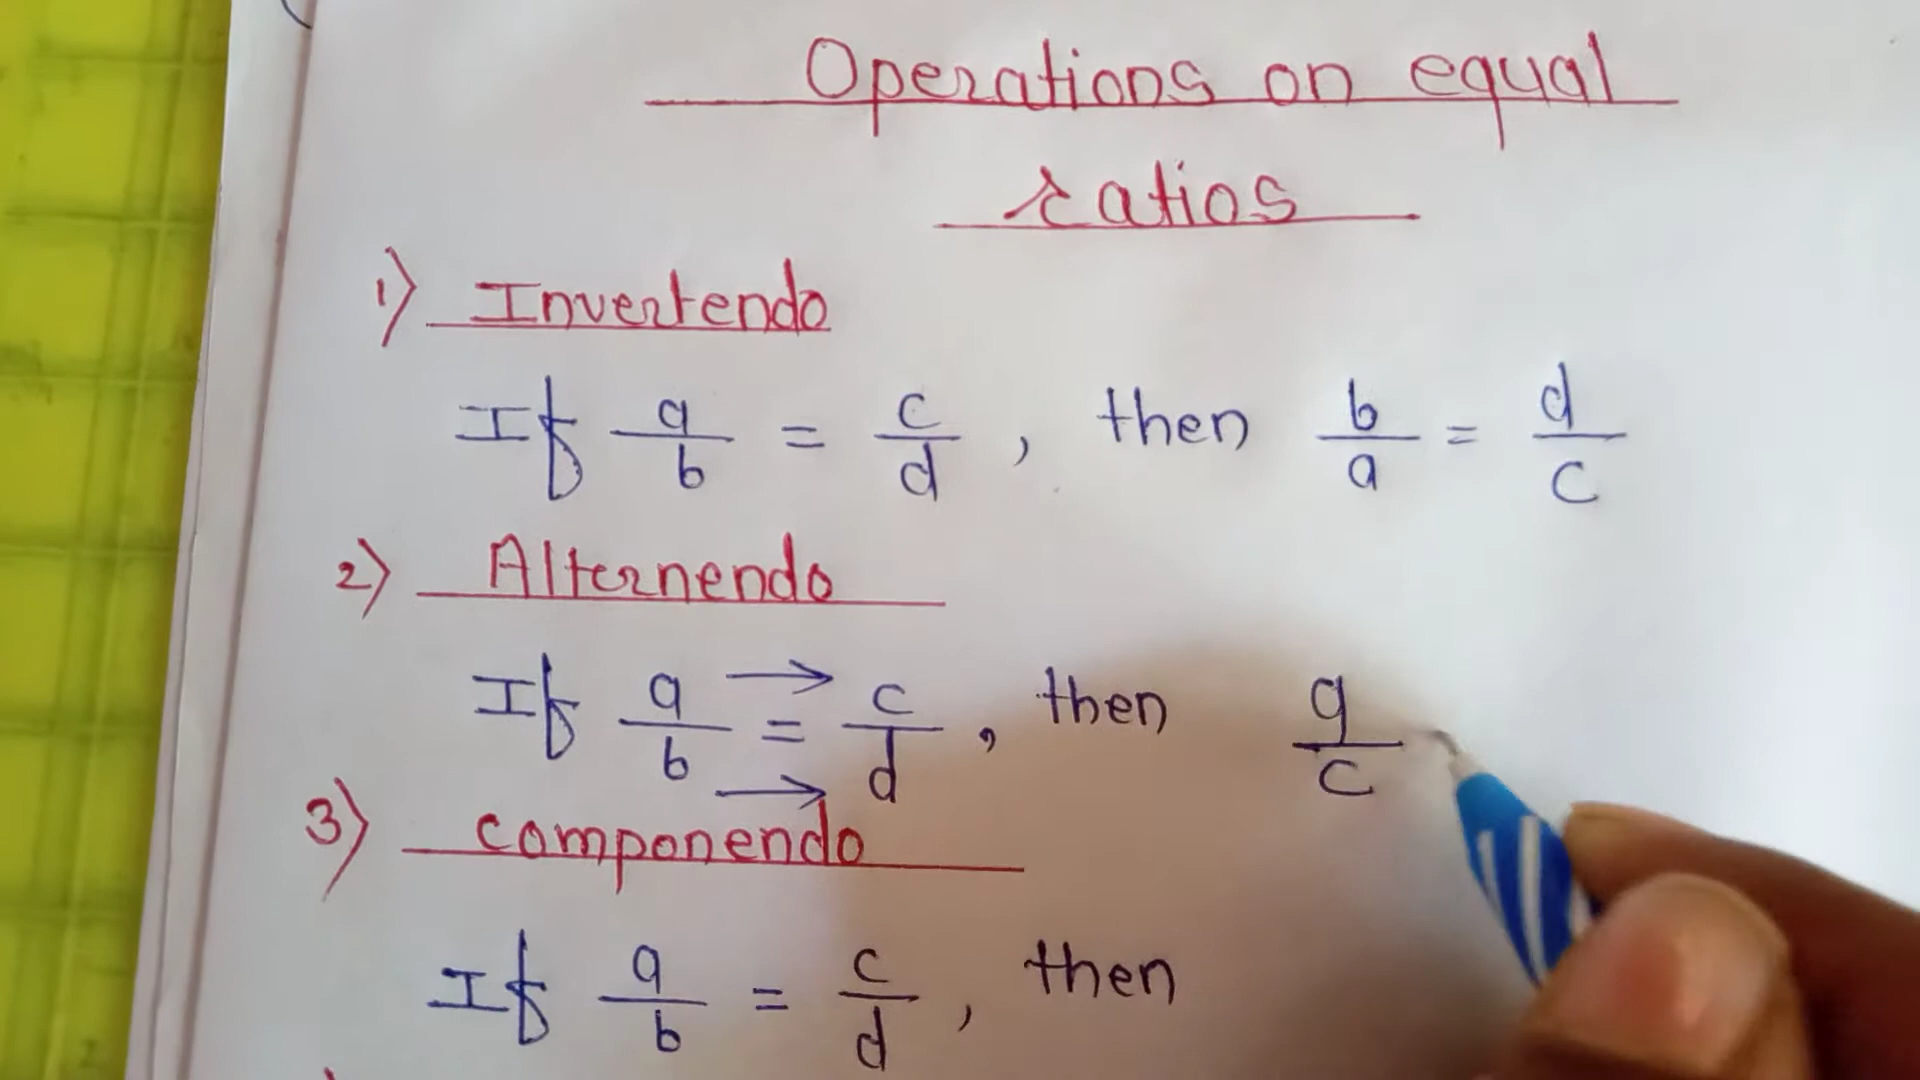 Operations on equal
ratios
1) Invertendo
If a/b = c/d , then b/a = d/c
2) Alternendo
If a/b → = → c/d , then a/c
3) componendo
If a/b = c/d , then